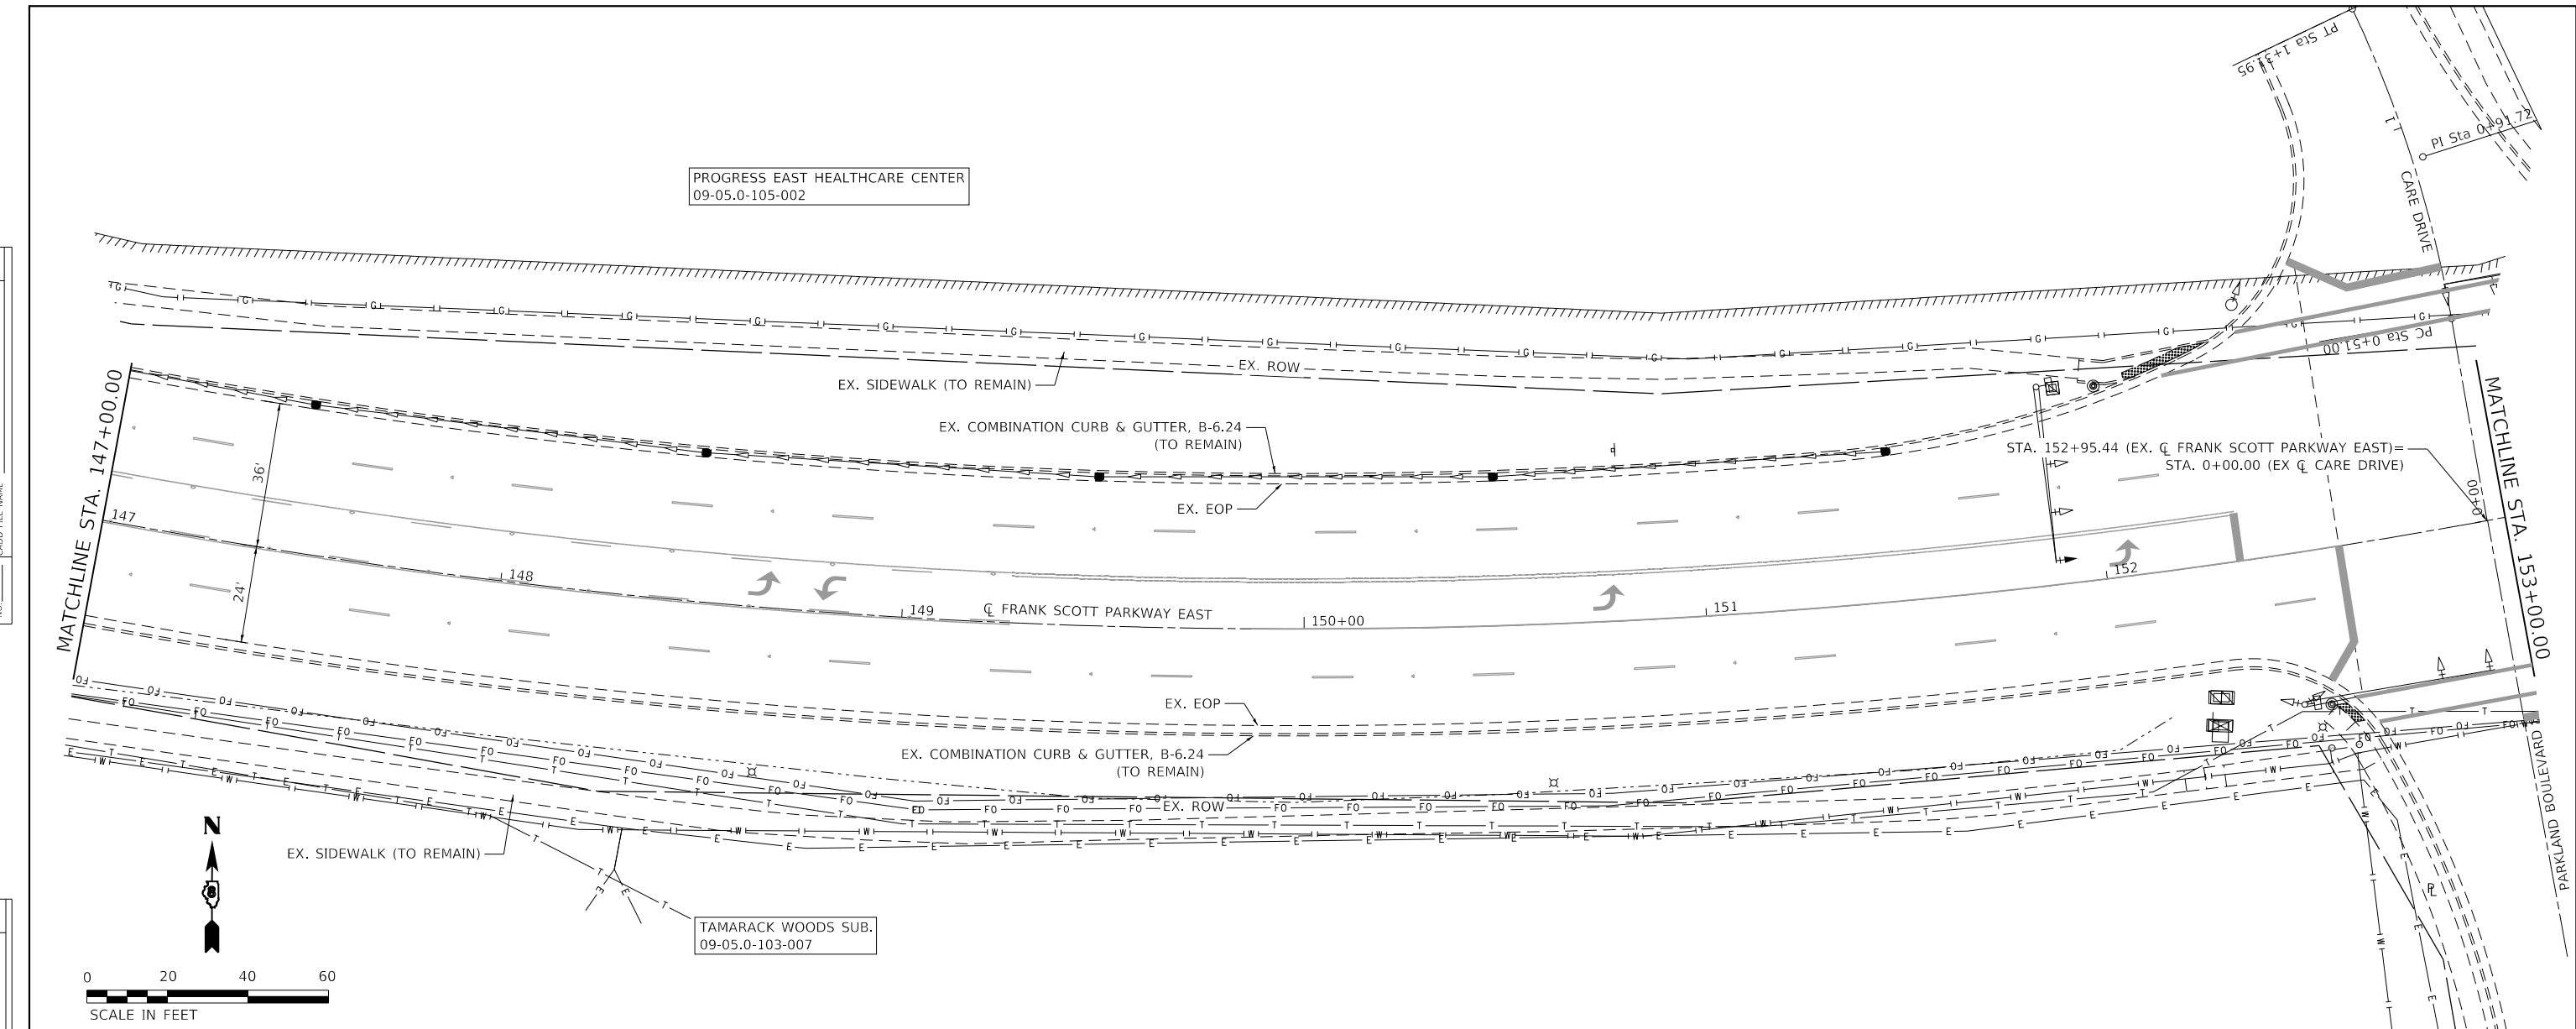 PT Sta 1+31.95
PI Sta 0+91.72
CARE DRIVE
PROGRESS EAST HEALTHCARE CENTER
09-05.0-105-002
PC Sta 0+51.00
EX. ROW
EX. SIDEWALK (TO REMAIN)
MATCHLINE STA. 147+00.00
36'
24'
EX. COMBINATION CURB & GUTTER, B-6.24
(TO REMAIN)
EX. EOP
STA. 152+95.44 (EX. ℄ FRANK SCOTT PARKWAY EAST)=
STA. 0+00.00 (EX ℄ CARE DRIVE)
0+00
MATCHLINE STA. 153+00.00
147
148
149
℄ FRANK SCOTT PARKWAY EAST
150+00
151
152
EX. EOP
EX. COMBINATION CURB & GUTTER, B-6.24
(TO REMAIN)
EX. ROW
EX. SIDEWALK (TO REMAIN)
PARKLAND BOULEVARD
N
8
TAMARACK WOODS SUB.
09-05.0-103-007
0 20 40 60
SCALE IN FEET